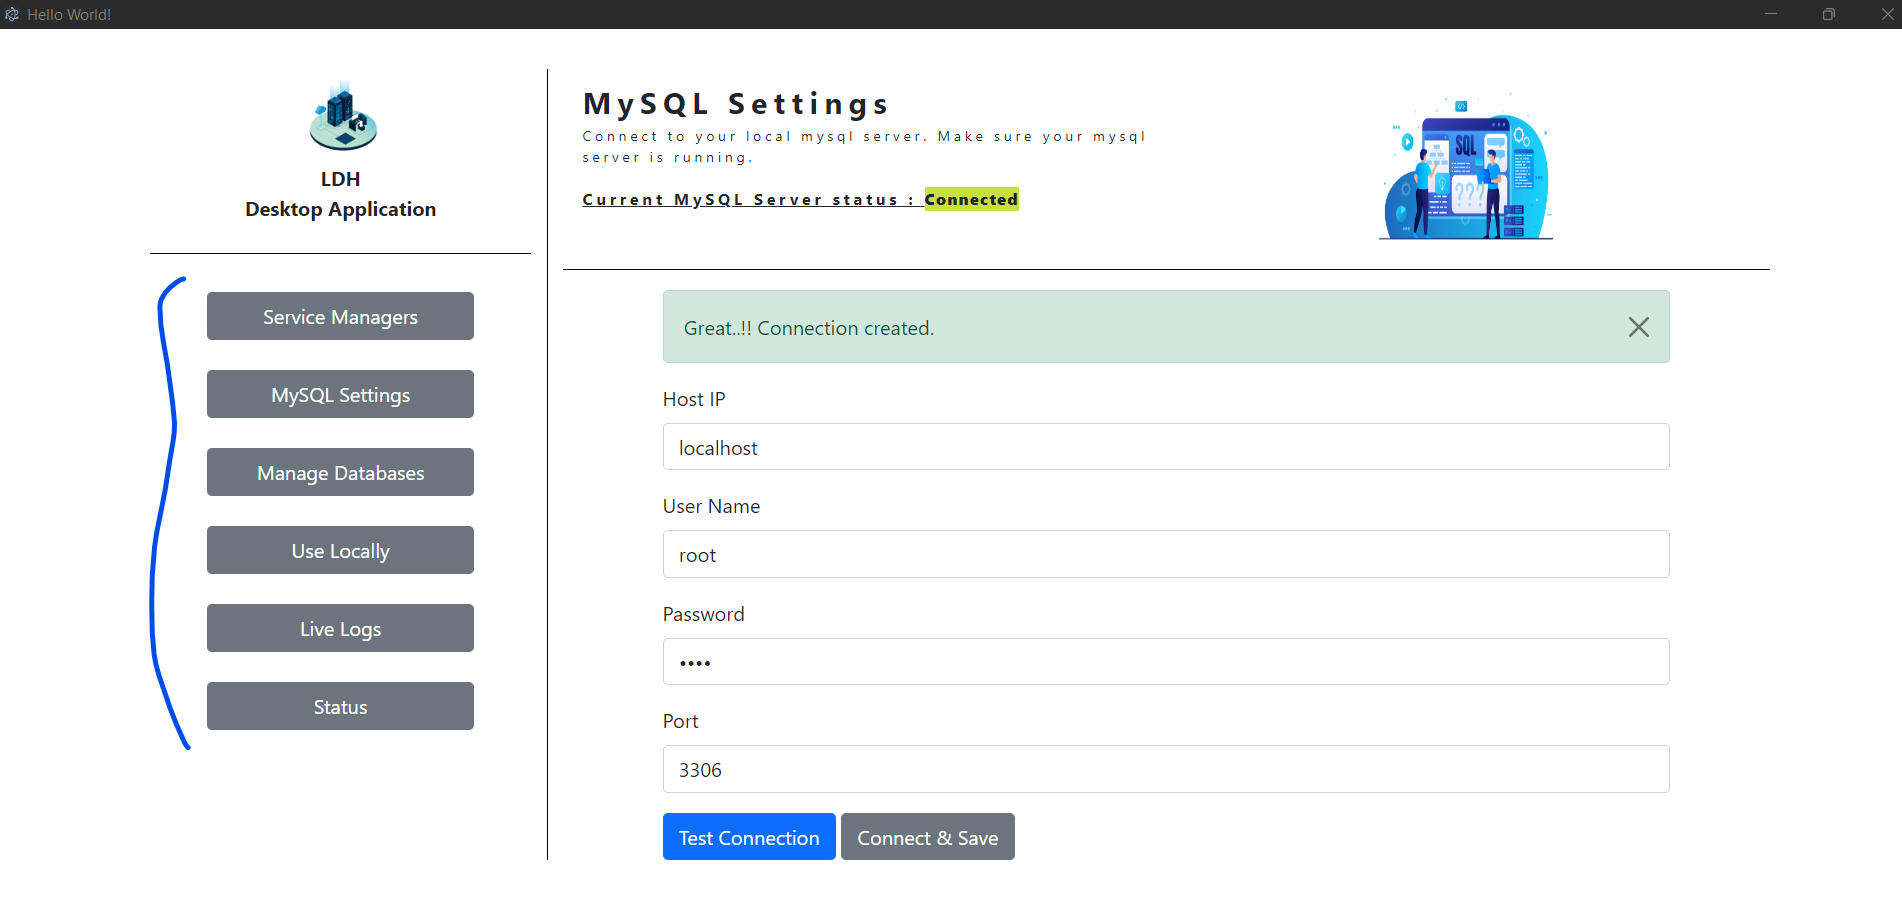 Hello World!
LDH
Desktop Application
Service Managers
MySQL Settings
Manage Databases
Use Locally
Live Logs
Status
MySQL Settings
Connect to your local mysql server. Make sure your mysql
server is running.
Current MySQL Server status : Connected
SQL
???
Great..!! Connection created.
Host IP
localhost
User Name
root
Password
••••
Port
3306
Test Connection
Connect & Save